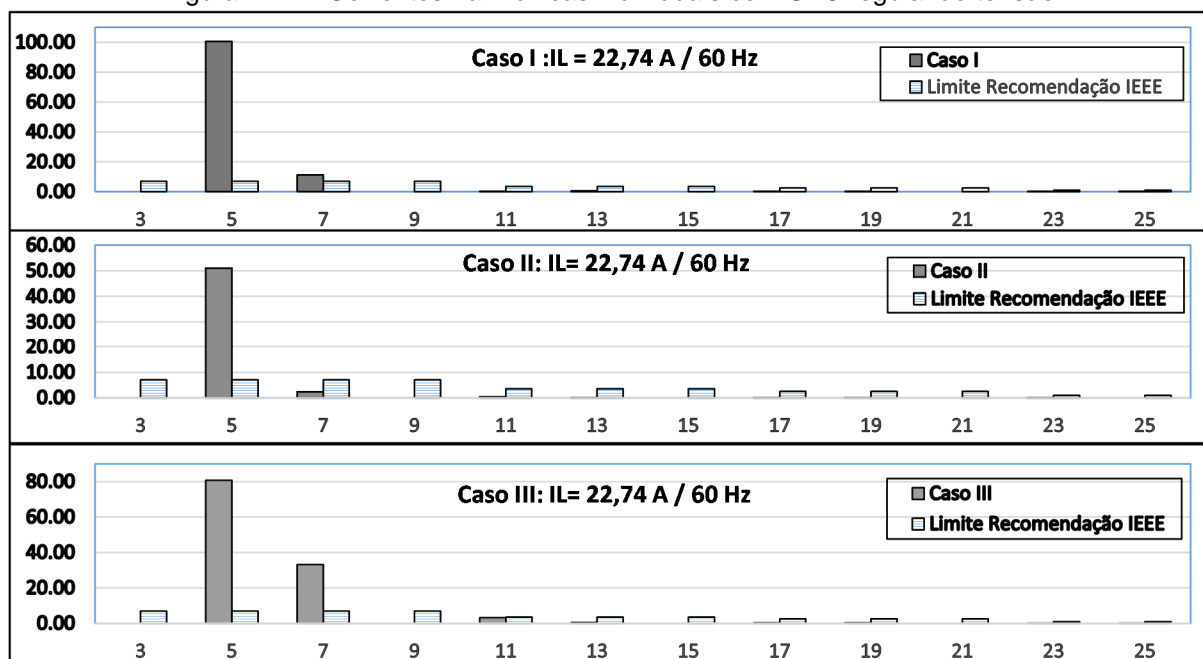 100.00
80.00
60.00
40.00
20.00
0.00
Caso I :IL = 22,74 A / 60 Hz
Caso I
Limite Recomendação IEEE
3 5 7 9 11 13 15 17 19 21 23 25
60.00
50.00
40.00
30.00
20.00
10.00
0.00
Caso II: IL= 22,74 A / 60 Hz
Caso II
Limite Recomendação IEEE
3 5 7 9 11 13 15 17 19 21 23 25
80.00
60.00
40.00
20.00
0.00
Caso III: IL= 22,74 A / 60 Hz
Caso III
Limite Recomendação IEEE
3 5 7 9 11 13 15 17 19 21 23 25